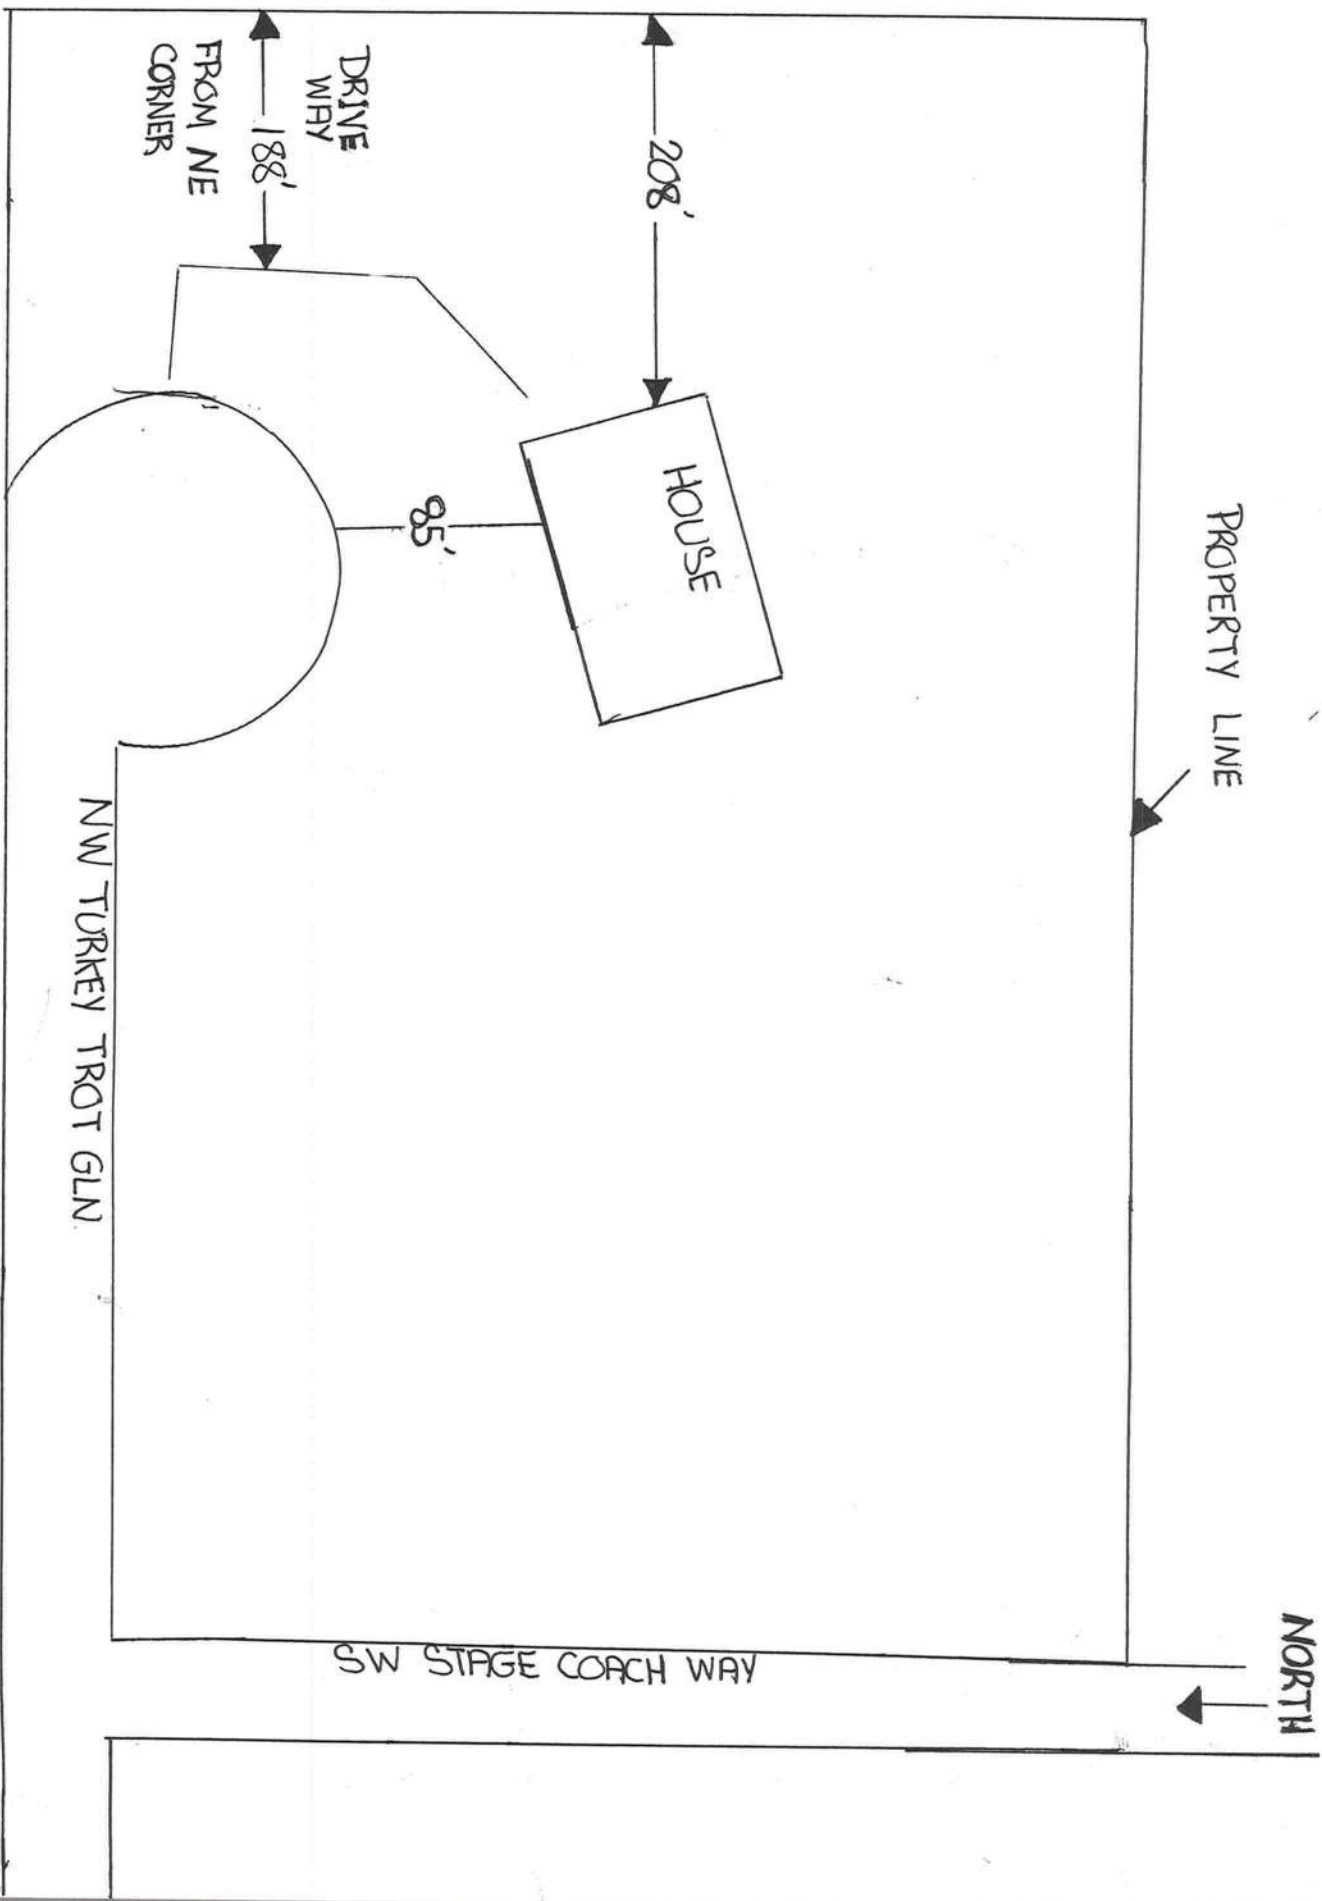 NORTH
PROPERTY LINE
208'
DRIVE
WAY
188'
FROM NE
CORNER
HOUSE
85'
NW TURKEY TROT GLN
SW STAGE COACH WAY